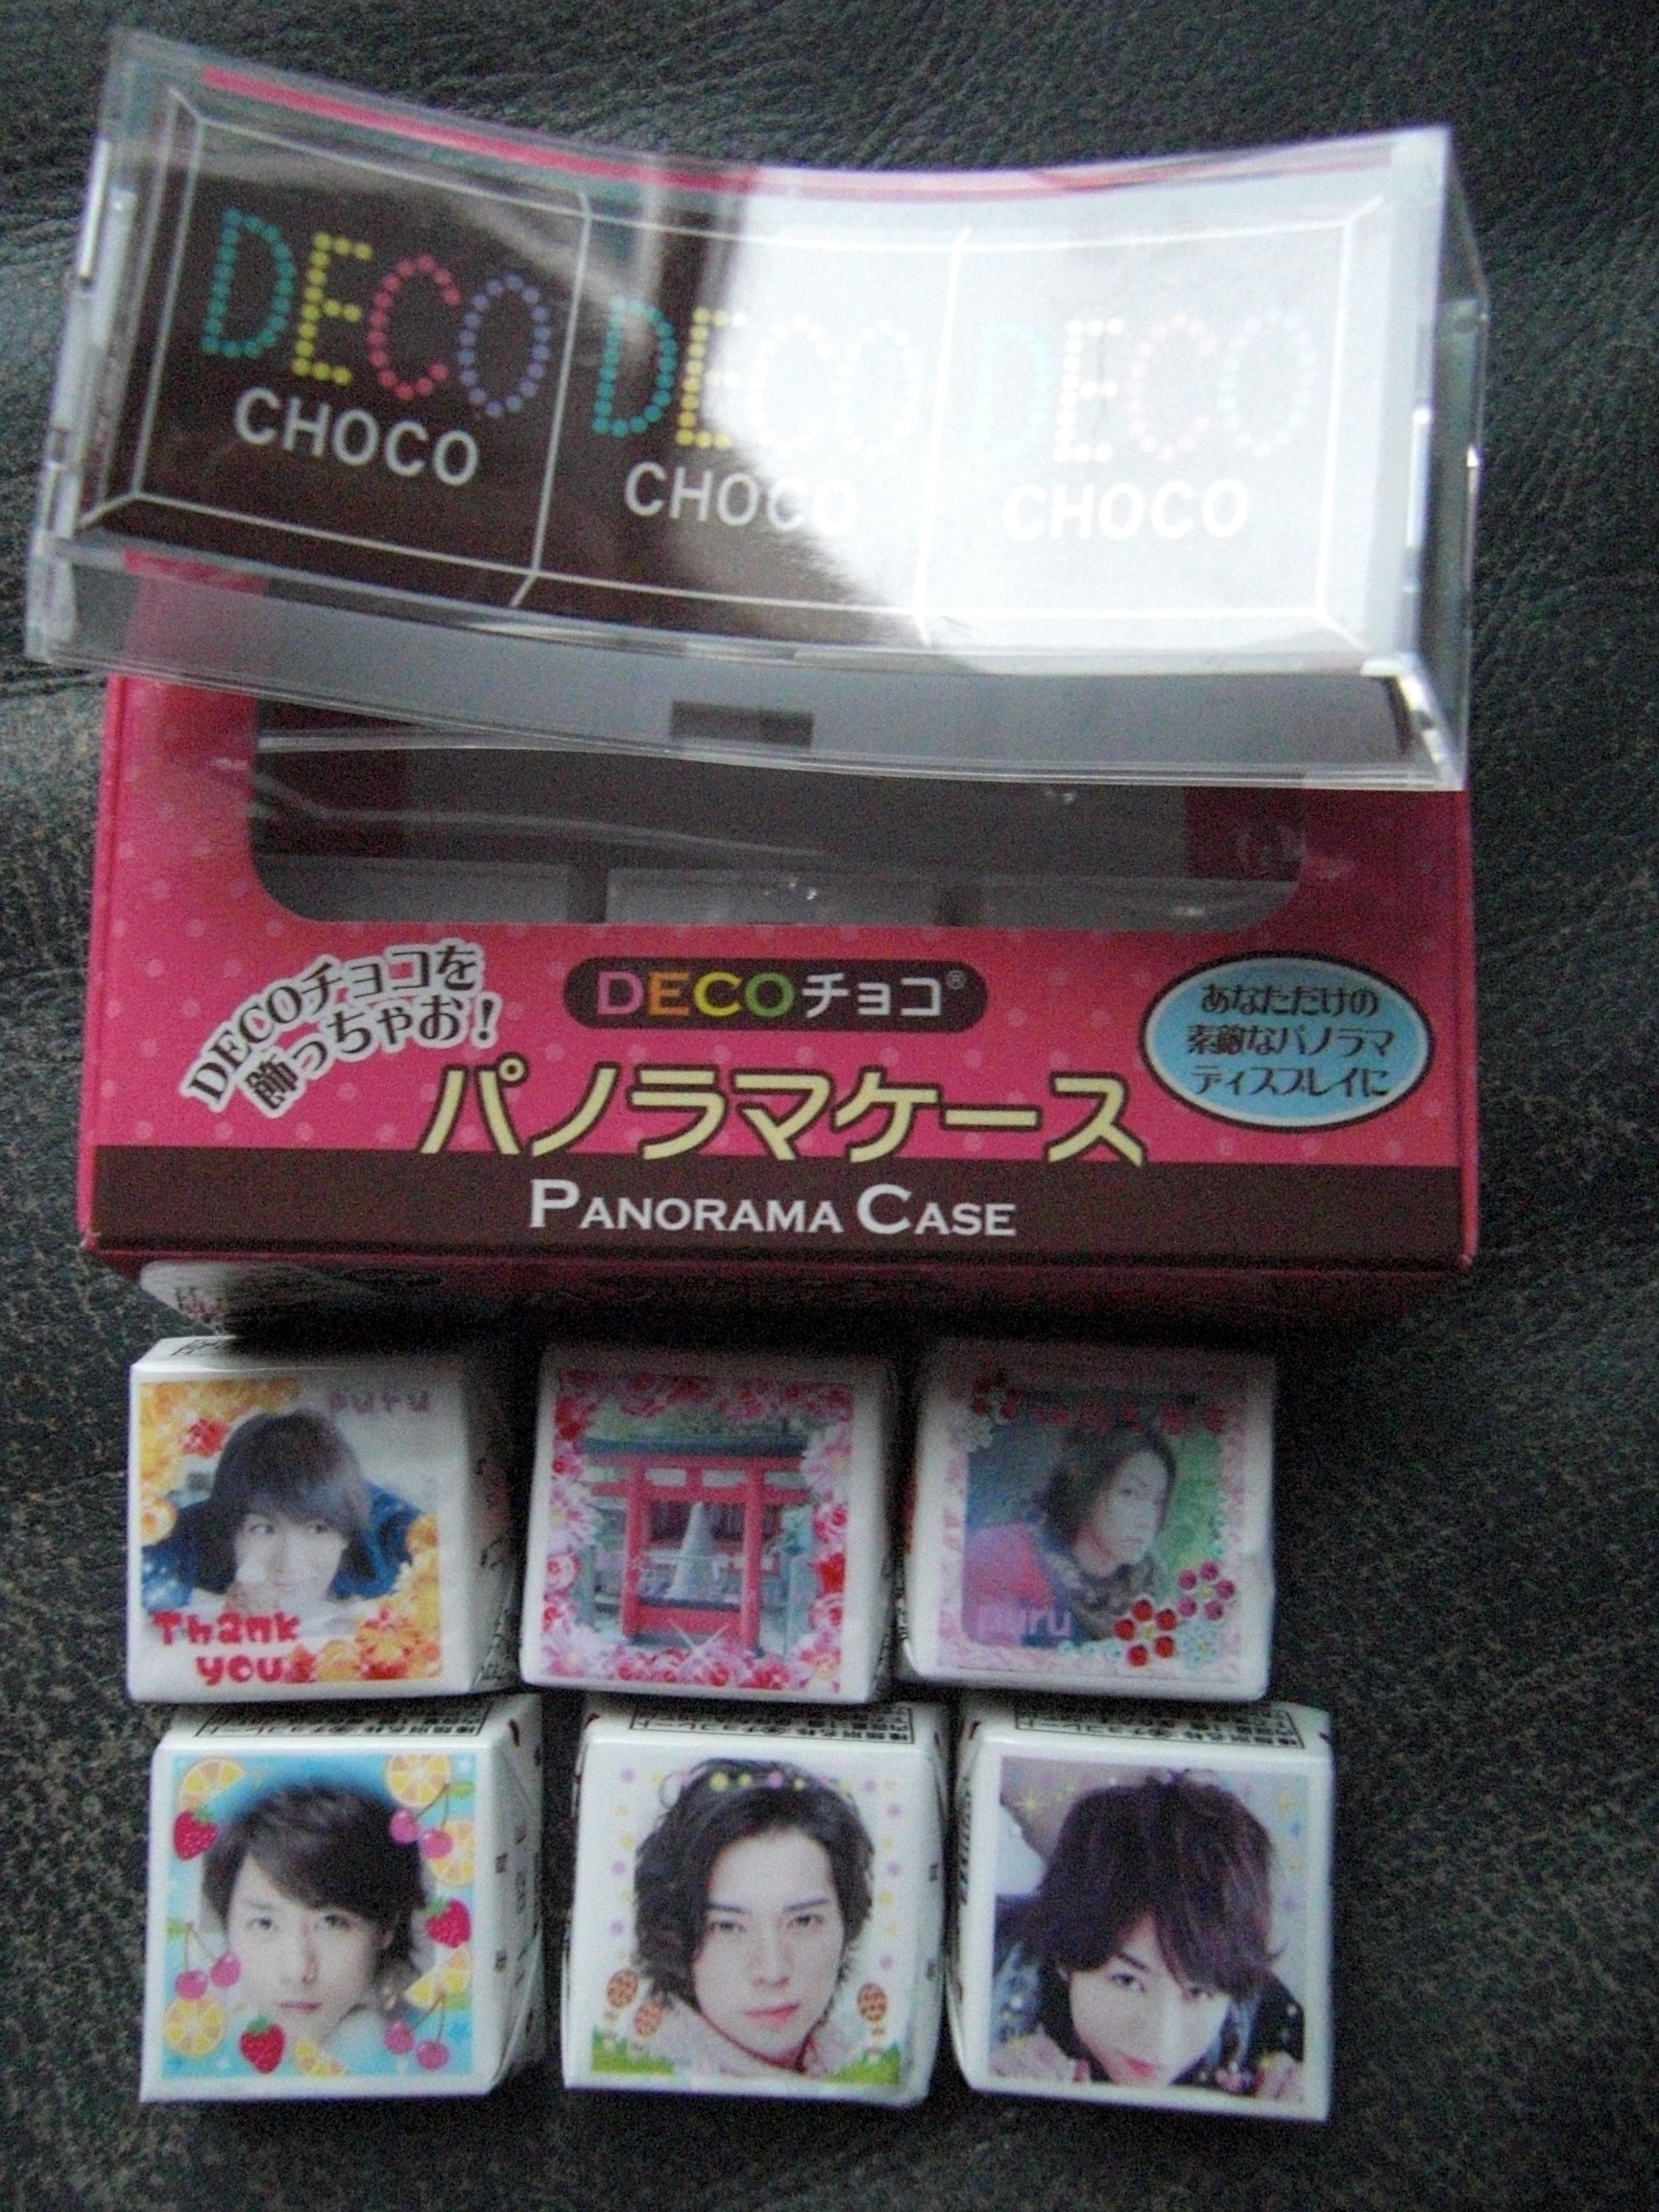 DECO
CHOCO
DECO
CHOCO
DECO
CHOCO
DECOチョコを
飾っちゃお!
DECOチョコ®
パノラマケース
あなただけの
素敵なパノラマ
ディスプレイに
PANORAMA CASE
puru
Thank
you
puru